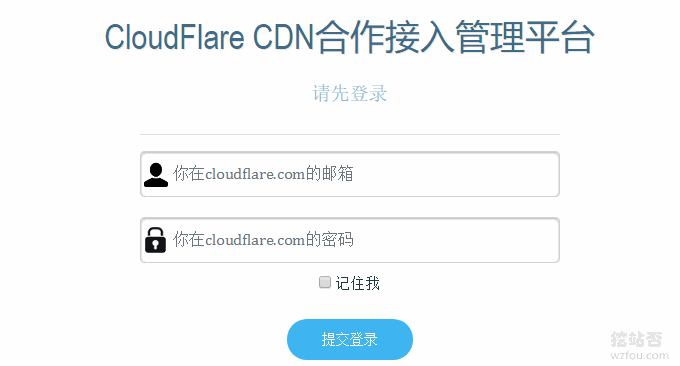 CloudFlare CDN合作接入管理平台
请先登录
你在cloudflare.com的邮箱
你在cloudflare.com的密码
记住我
提交登录
挖站否
wzfou.com